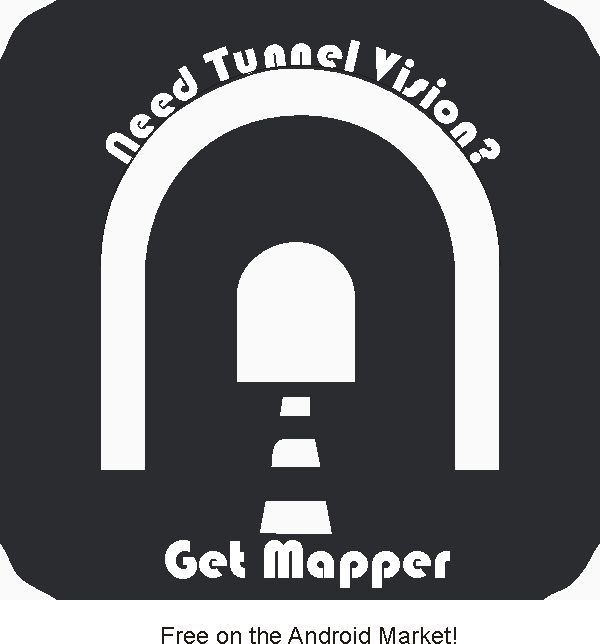 Need Tunnel Vision?
Get Mapper
Free on the Android Market!